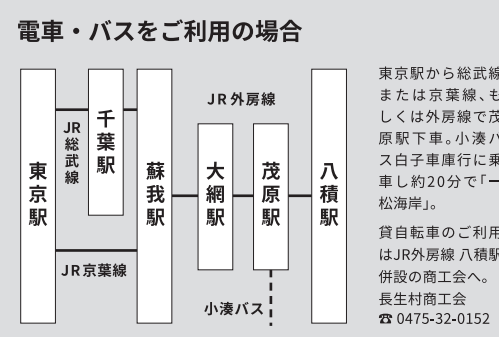 電車・バスをご利用の場合
東京駅
JR総武線
千葉駅
JR京葉線
蘇我駅
JR外房線
大網駅
茂原駅
小湊バス
八積駅
東京駅から総武線
または京葉線、も
しくは外房線で茂
原駅下車。小湊バ
ス白子車庫行に乗
車し約20分で「一
松海岸」。
貸自転車のご利用
はJR外房線 八積駅
併設の商工会へ。
長生村商工会
☎ 0475-32-0152